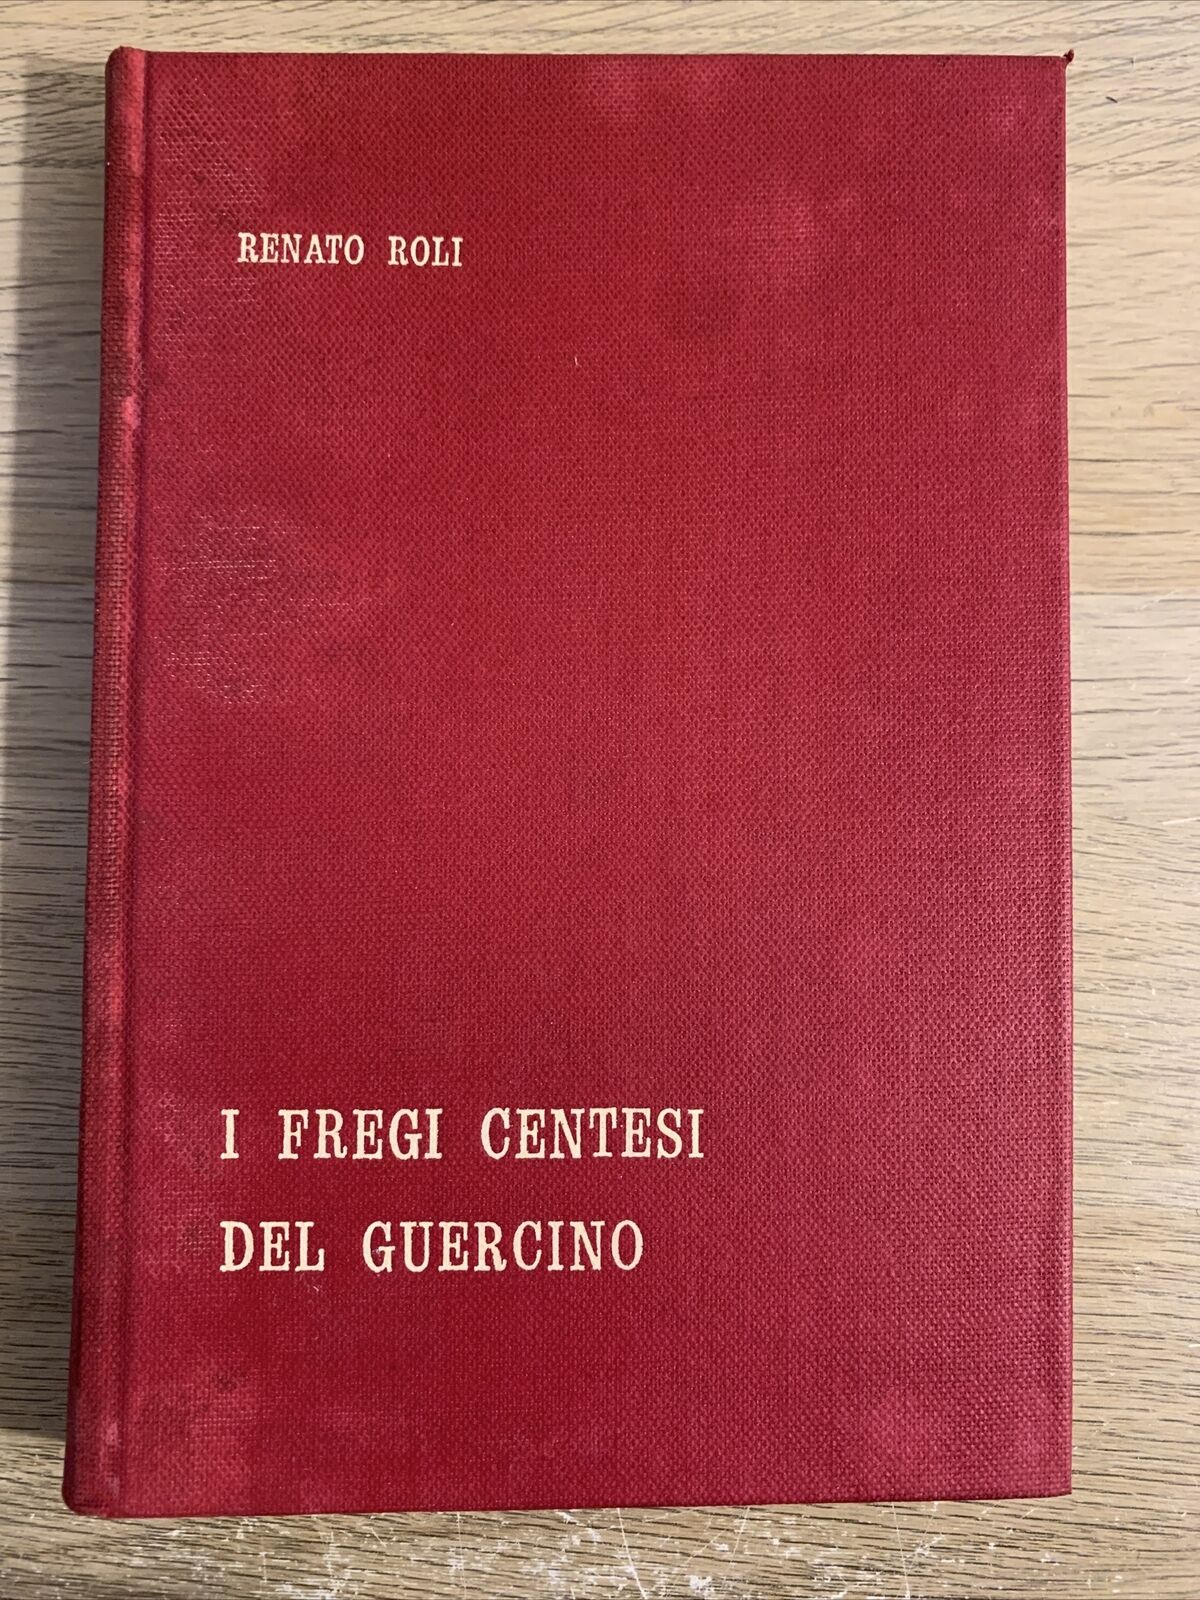 RENATO ROLI
I FREGI CENTESI
DEL GUERCINO